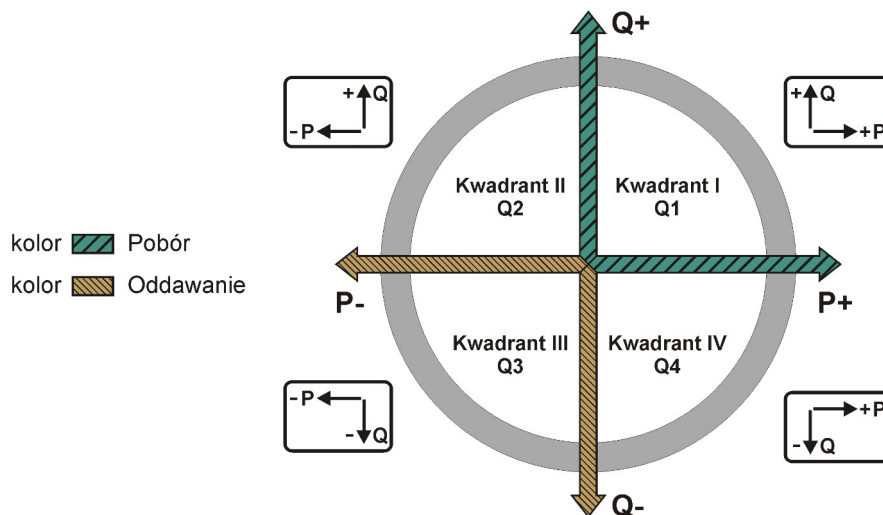 Q+
+ Q
-P
+ Q
+P
Kwadrant II
Q2
Kwadrant I
Q1
kolor Pobór
kolor Oddawanie
P-
P+
Kwadrant III
Q3
Kwadrant IV
Q4
-P
- Q
+P
- Q
Q-